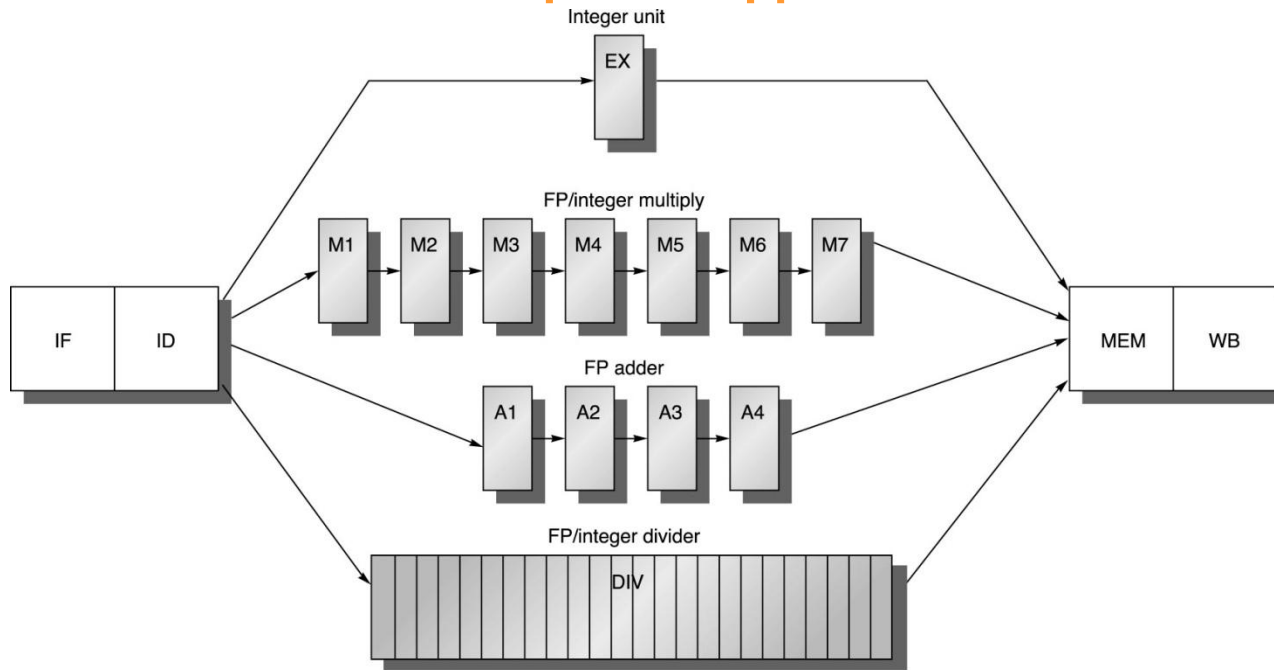 Integer unit
EX
FP/integer multiply
M1 M2 M3 M4 M5 M6 M7
IF ID
MEM WB
FP adder
A1 A2 A3 A4
FP/integer divider
DIV